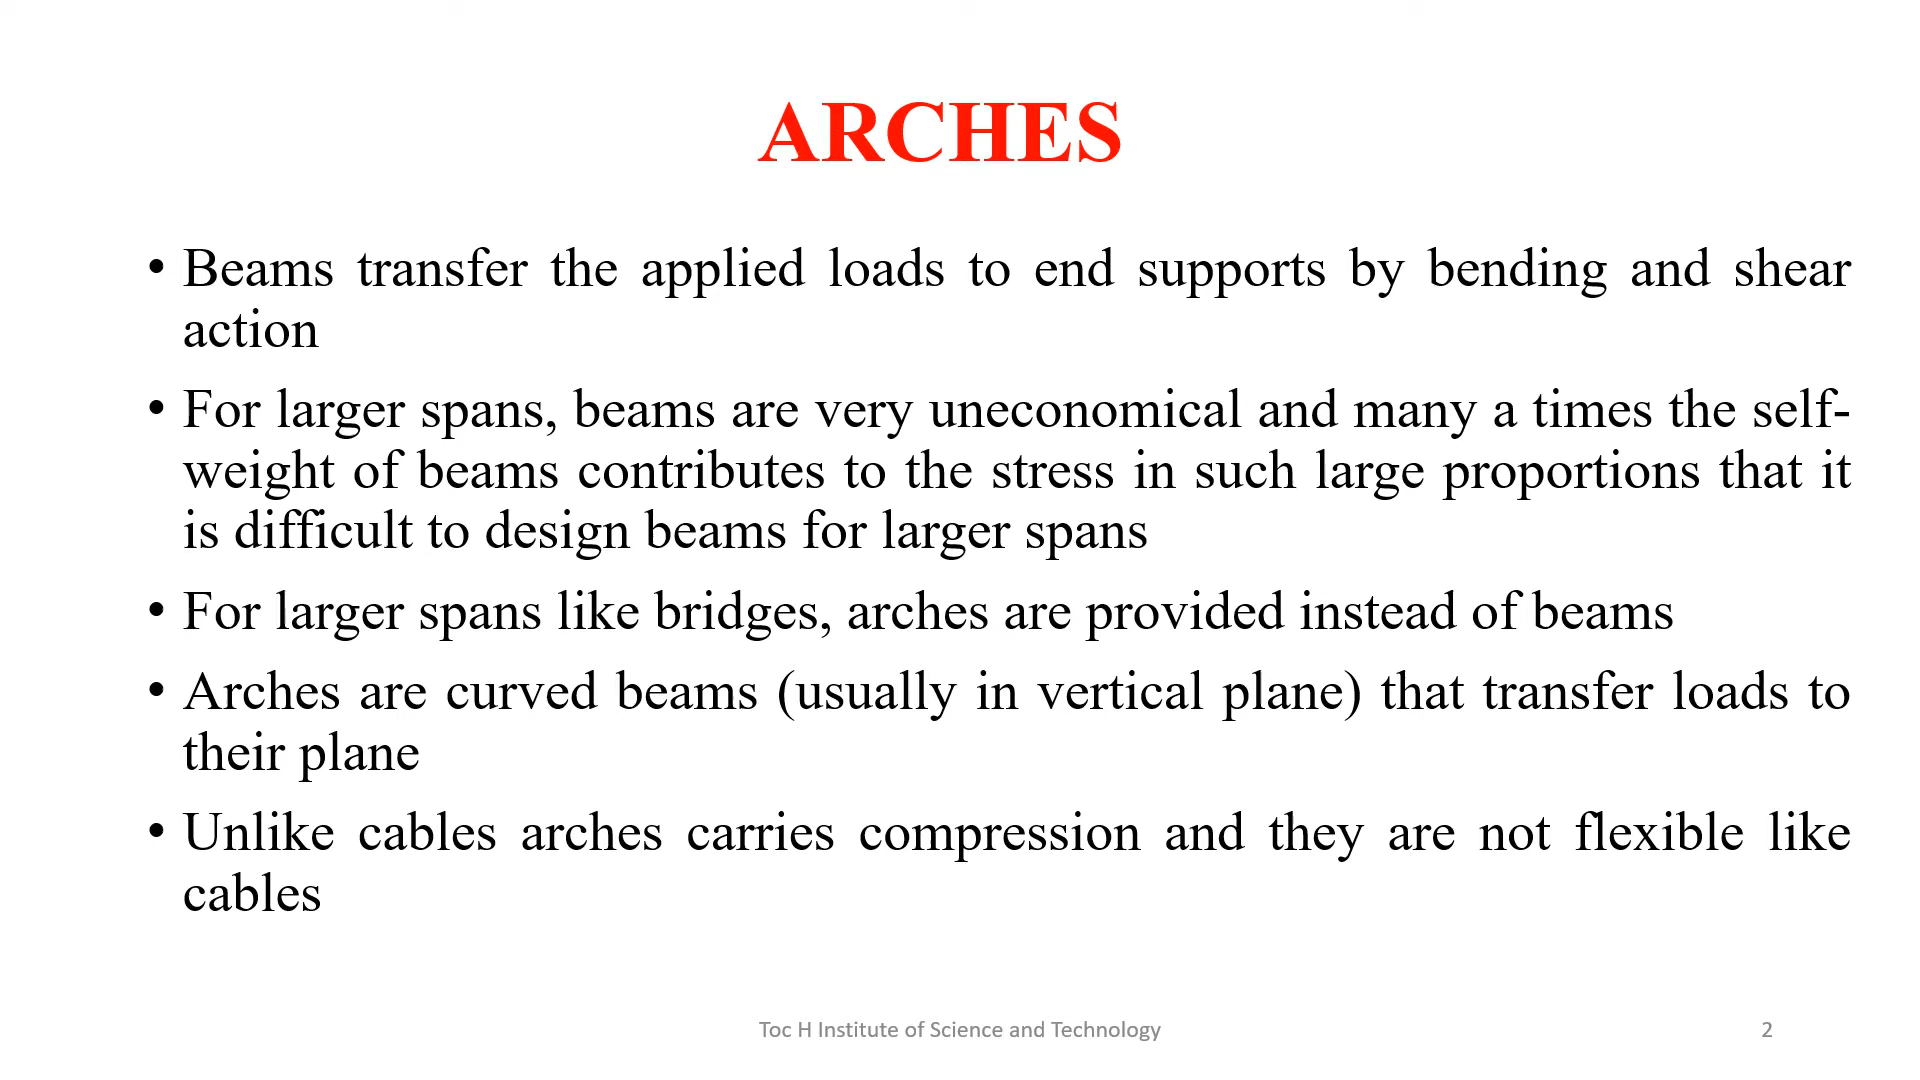 ARCHES
• Beams transfer the applied loads to end supports by bending and shear
action
• For larger spans, beams are very uneconomical and many a times the self-
weight of beams contributes to the stress in such large proportions that it
is difficult to design beams for larger spans
• For larger spans like bridges, arches are provided instead of beams
• Arches are curved beams (usually in vertical plane) that transfer loads to
their plane
• Unlike cables arches carries compression and they are not flexible like
cables
Toc H Institute of Science and Technology
2